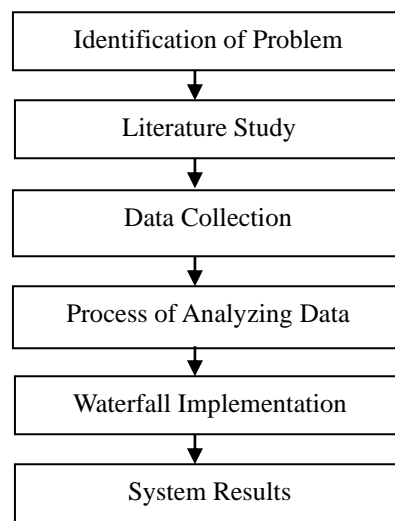 Identification of Problem
Literature Study
Data Collection
Process of Analyzing Data
Waterfall Implementation
System Results